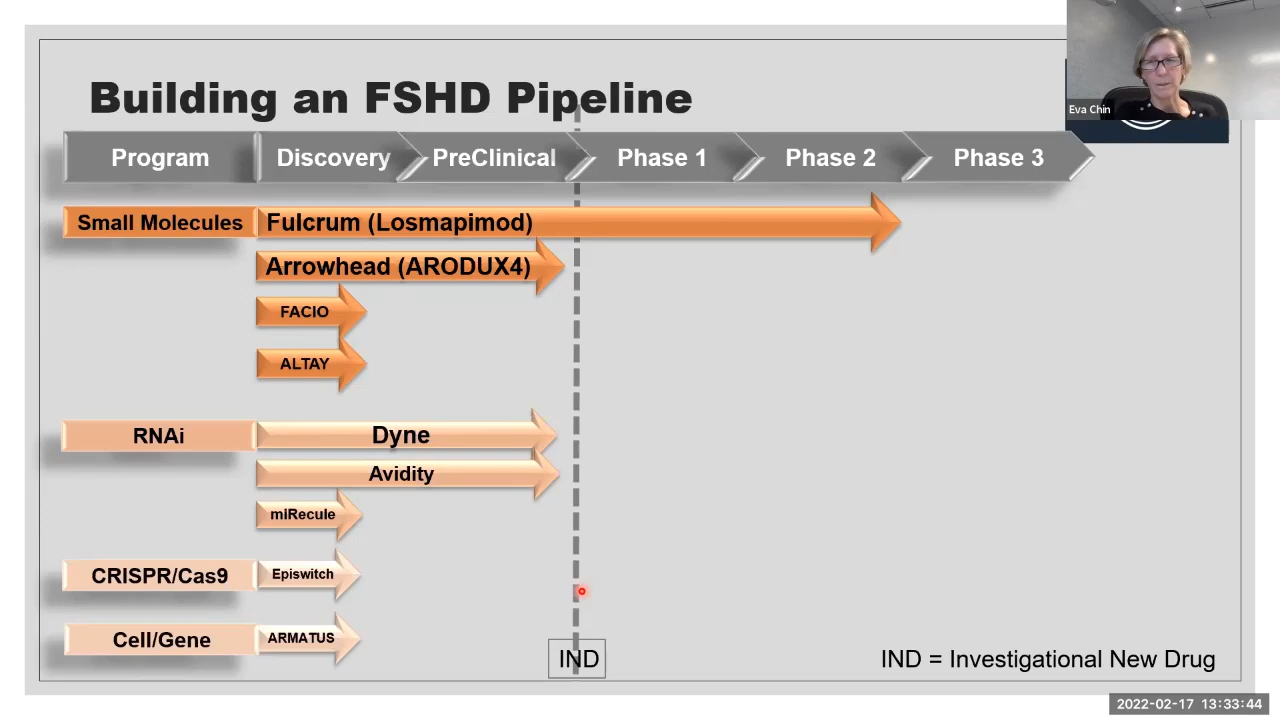 Building an FSHD Pipeline
Eva Chin
Program Discovery PreClinical Phase 1 Phase 2 Phase 3
Small Molecules Fulcrum (Losmapimod)
Arrowhead (ARODUX4)
FACIO
ALTAY
RNAi Dyne
Avidity
miRecule
CRISPR/Cas9 Episwitch
Cell/Gene ARMATUS
IND IND = Investigational New Drug
2022-02-17 13:33:44